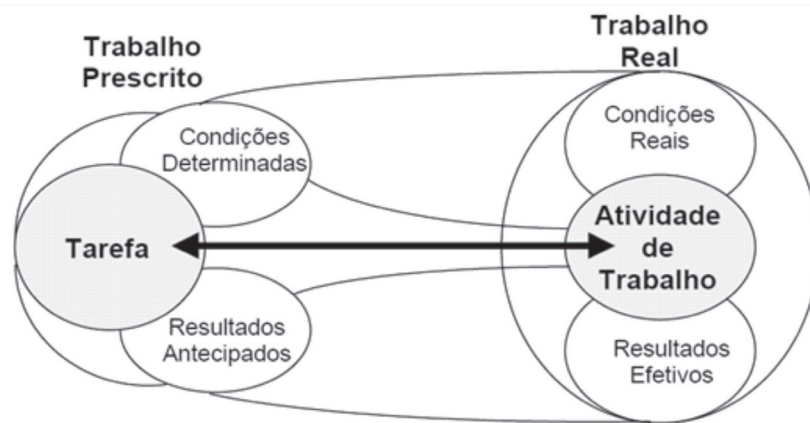 Trabalho
Prescrito
Condições
Determinadas
Tarefa
Resultados
Antecipados
Trabalho
Real
Condições
Reais
Atividade
de
Trabalho
Resultados
Efetivos